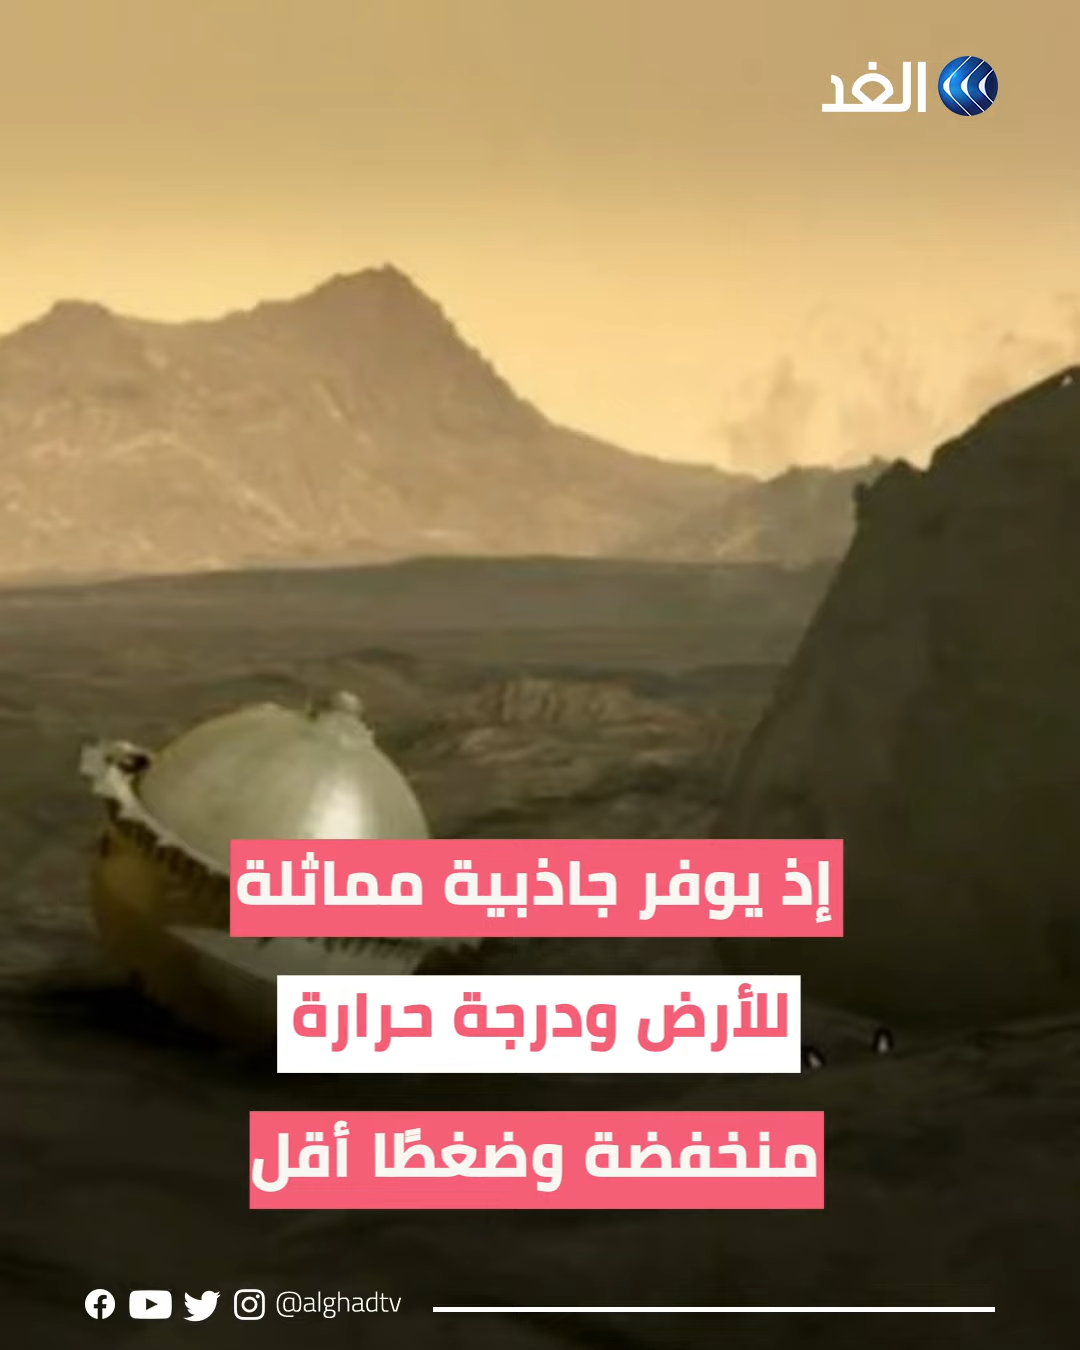 الغد
إذ يوفر جاذبية مماثلة
للأرض ودرجة حرارة
منخفضة وضغطًا أقل
@alghadtv